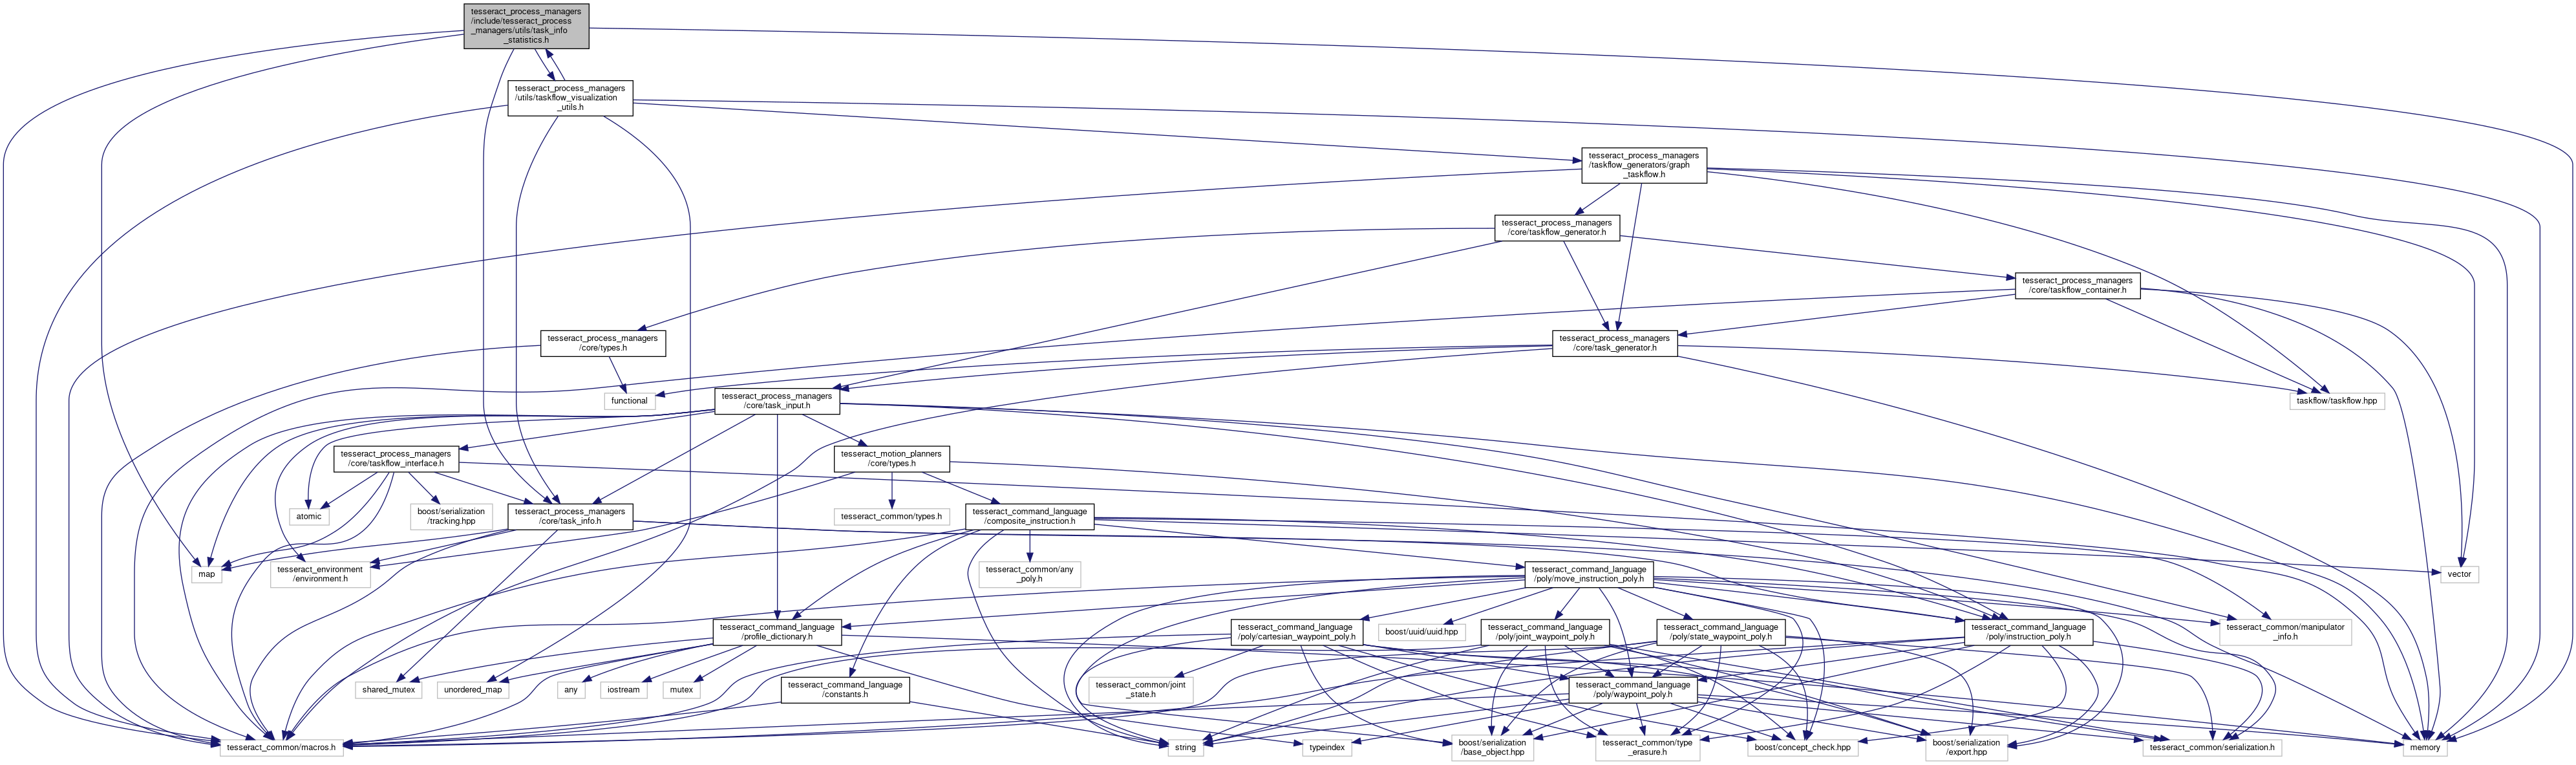 tesseract_process_managers
/include/tesseract_process
_managers/utils/task_info
_statistics.h
tesseract_process_managers
/utils/taskflow_visualization
_utils.h
tesseract_process_managers
/taskflow_generators/graph
_taskflow.h
tesseract_process_managers
/core/taskflow_generator.h
tesseract_process_managers
/core/taskflow_container.h
tesseract_process_managers
/core/types.h
tesseract_process_managers
/core/task_generator.h
functional
tesseract_process_managers
/core/task_input.h
taskflow/taskflow.hpp
tesseract_process_managers
/core/taskflow_interface.h
tesseract_motion_planners
/core/types.h
atomic
boost/serialization
/tracking.hpp
tesseract_process_managers
/core/task_info.h
tesseract_common/types.h
tesseract_command_language
/composite_instruction.h
map
tesseract_environment
/environment.h
tesseract_common/any
_poly.h
tesseract_command_language
/poly/move_instruction_poly.h
vector
tesseract_command_language
/profile_dictionary.h
tesseract_command_language
/poly/cartesian_waypoint_poly.h
boost/uuid/uuid.hpp
tesseract_command_language
/poly/joint_waypoint_poly.h
tesseract_command_language
/poly/state_waypoint_poly.h
tesseract_command_language
/poly/instruction_poly.h
tesseract_common/manipulator
_info.h
shared_mutex
unordered_map
any
iostream
mutex
tesseract_command_language
/constants.h
tesseract_common/joint
_state.h
tesseract_command_language
/poly/waypoint_poly.h
tesseract_common/macros.h
string
typeindex
boost/serialization
/base_object.hpp
tesseract_common/type
_erasure.h
boost/concept_check.hpp
boost/serialization
/export.hpp
tesseract_common/serialization.h
memory